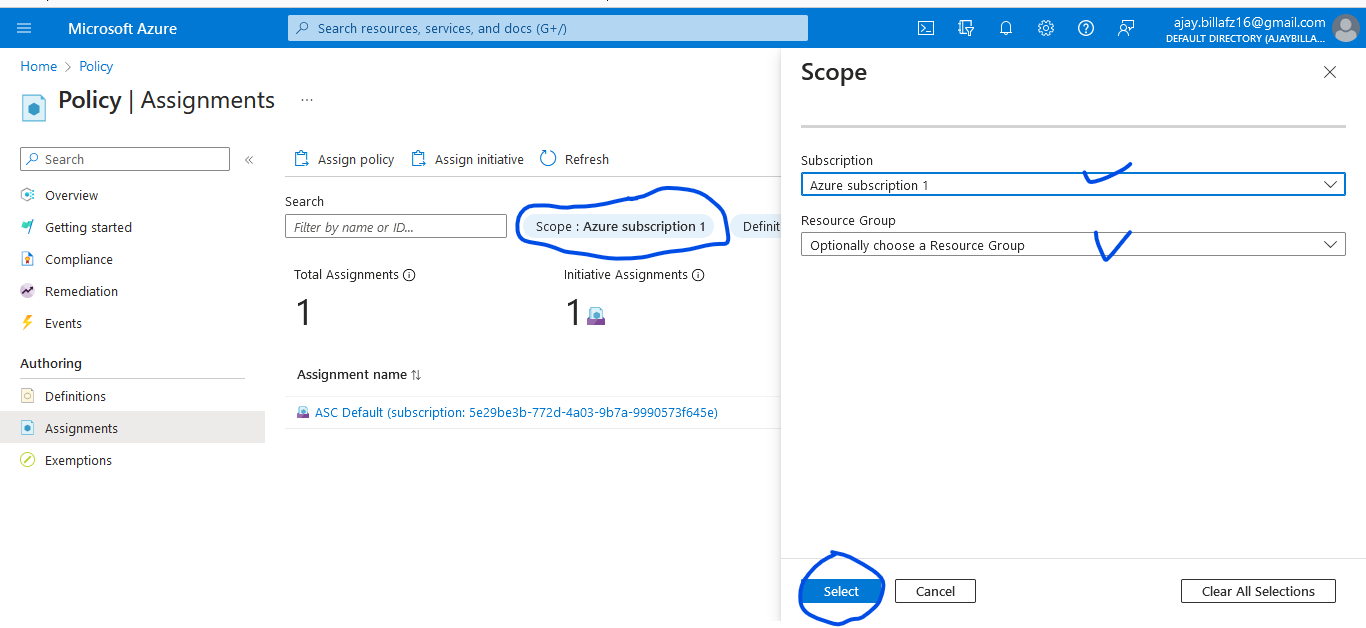 Microsoft Azure
Search resources, services, and docs (G+/)
ajay.billafz16@gmail.com
DEFAULT DIRECTORY (AJAYBILLA...
Home > Policy
Policy | Assignments ...
Search «
Overview
Getting started
Compliance
Remediation
Events
Authoring
Definitions
Assignments
Exemptions
Assign policy Assign initiative Refresh
Search
Filter by name or ID...
Scope : Azure subscription 1
Definit
Total Assignments
1
Initiative Assignments
1
Assignment name
ASC Default (subscription: 5e29be3b-772d-4a03-9b7a-9990573f645e)
Scope
Subscription
Azure subscription 1
Resource Group
Optionally choose a Resource Group
Select Cancel Clear All Selections